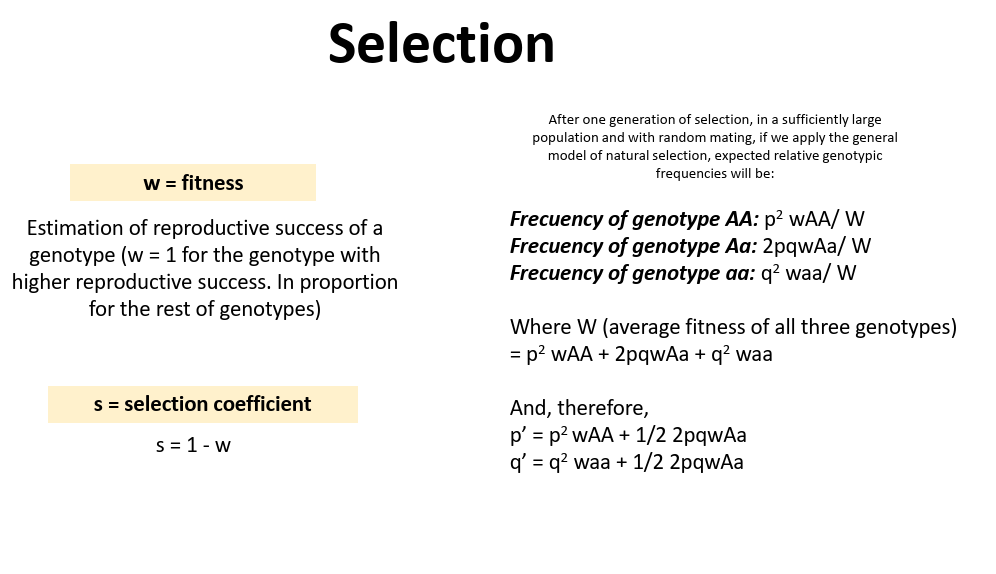 Selection
w = fitness
Estimation of reproductive success of a
genotype (w = 1 for the genotype with
higher reproductive success. In proportion
for the rest of genotypes)
s = selection coefficient
s = 1 - w
After one generation of selection, in a sufficiently large
population and with random mating, if we apply the general
model of natural selection, expected relative genotypic
frequencies will be:
Frecuency of genotype AA: p² wAA/ W
Frecuency of genotype Aa: 2pqwAa/ W
Frecuency of genotype aa: q² waa/ W
Where W (average fitness of all three genotypes)
= p² wAA + 2pqwAa + q² waa
And, therefore,
p’ = p² wAA + 1/2 2pqwAa
q’ = q² waa + 1/2 2pqwAa